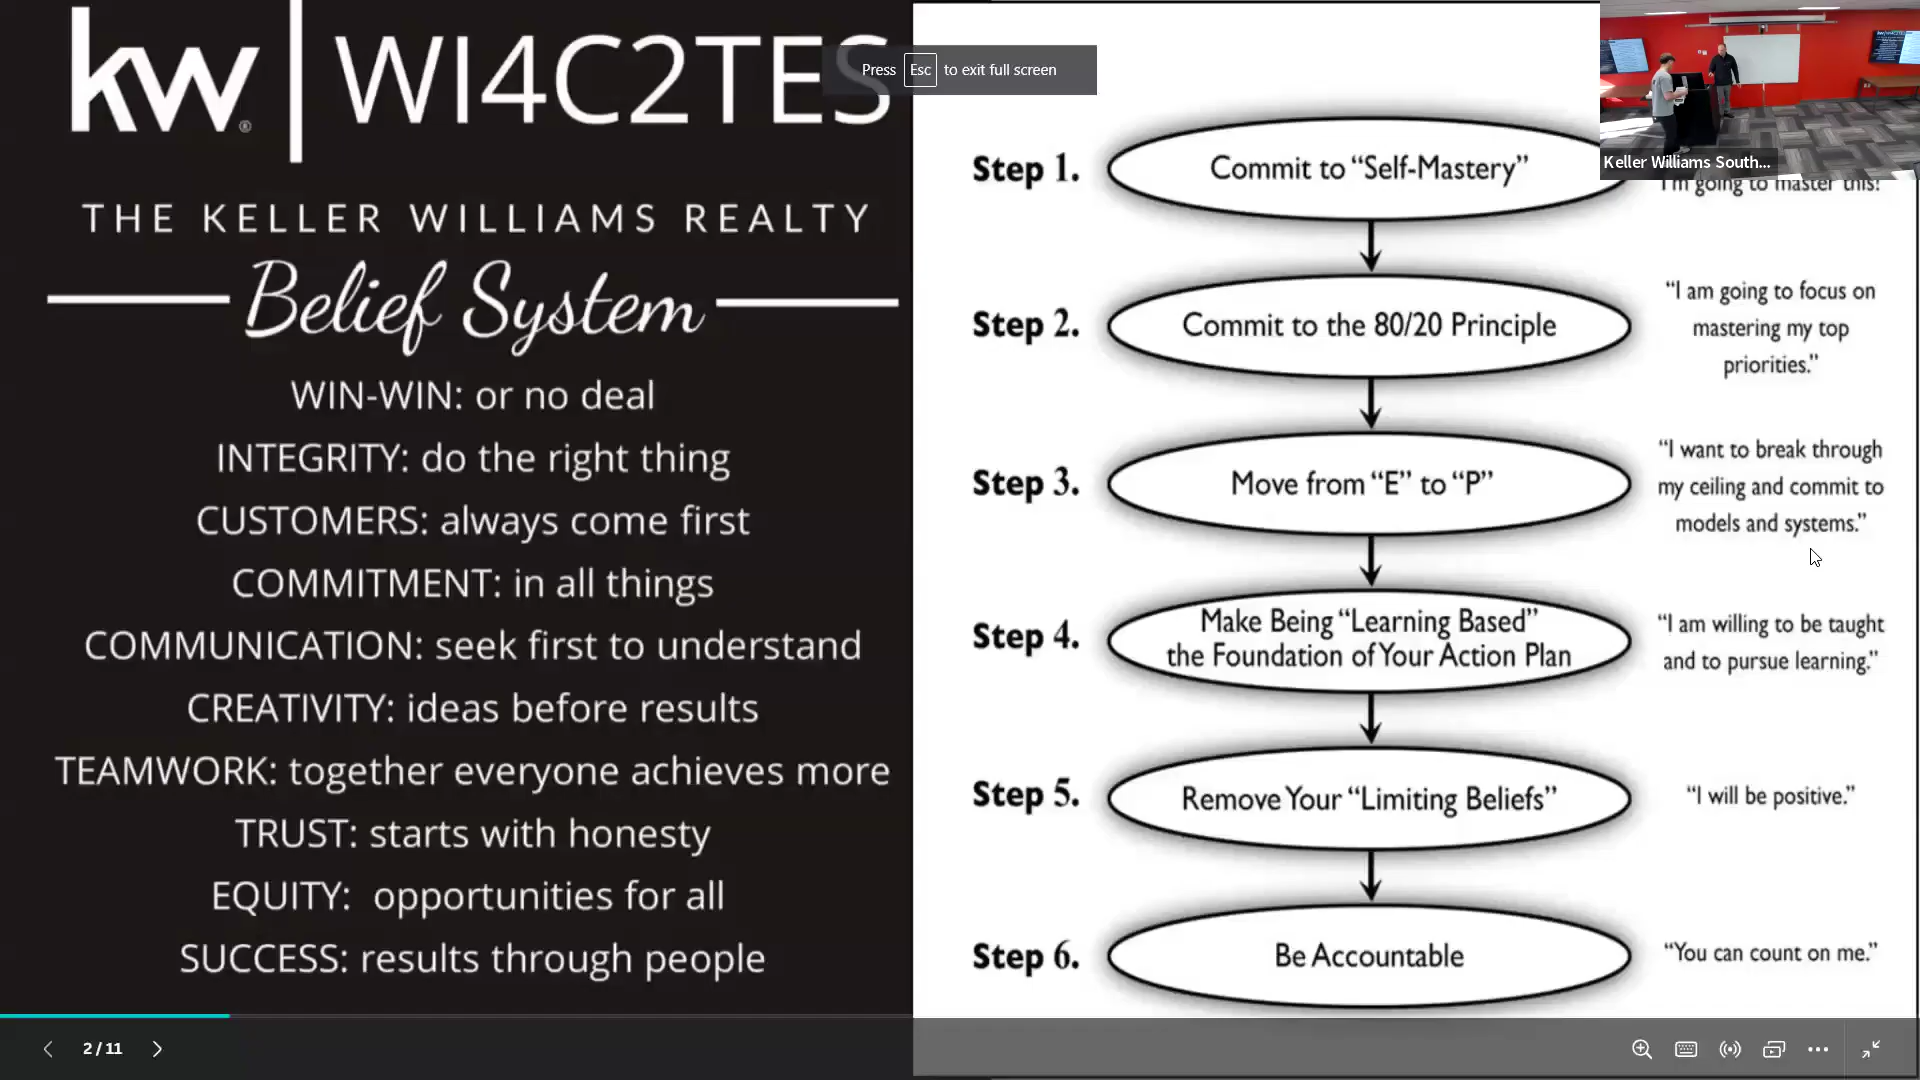 kw
WI4C2TES
THE KELLER WILLIAMS REALTY
Belief System
WIN-WIN: or no deal
INTEGRITY: do the right thing
CUSTOMERS: always come first
COMMITMENT: in all things
COMMUNICATION: seek first to understand
CREATIVITY: ideas before results
TEAMWORK: together everyone achieves more
TRUST: starts with honesty
EQUITY:  opportunities for all
SUCCESS: results through people
Press Esc to exit full screen
Keller Williams South...
Step 1.
Commit to “Self-Mastery”
I'm going to master this!
Step 2.
Commit to the 80/20 Principle
“I am going to focus on
mastering my top
priorities.”
Step 3.
Move from “E” to “P”
“I want to break through
my ceiling and commit to
models and systems.”
Step 4.
Make Being “Learning Based”
the Foundation of Your Action Plan
“I am willing to be taught
and to pursue learning.”
Step 5.
Remove Your “Limiting Beliefs”
“I will be positive.”
Step 6.
Be Accountable
“You can count on me.”
2 / 11